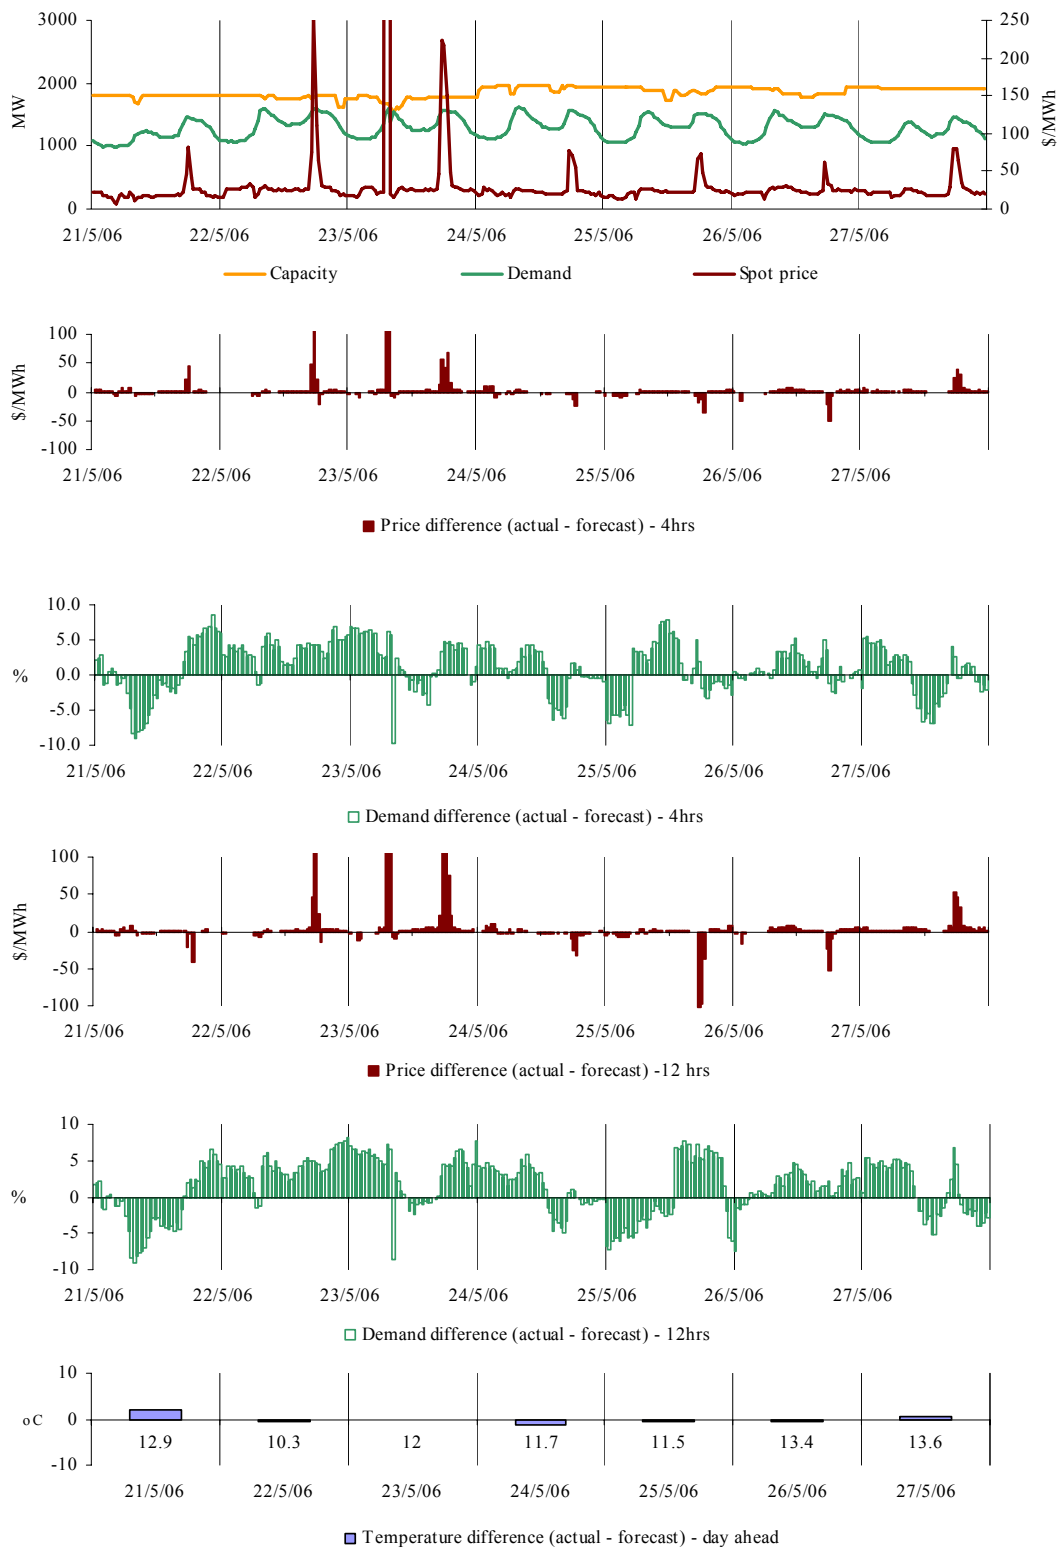 3000 250
2000 200
1000 150
0 100
50
0
MW
$/MWh
21/5/06 22/5/06 23/5/06 24/5/06 25/5/06 26/5/06 27/5/06
Capacity Demand Spot price
100
50
0
-50
-100
$/MWh
21/5/06 22/5/06 23/5/06 24/5/06 25/5/06 26/5/06 27/5/06
Price difference (actual - forecast) - 4hrs
10.0
5.0
0.0
-5.0
-10.0
%
21/5/06 22/5/06 23/5/06 24/5/06 25/5/06 26/5/06 27/5/06
Demand difference (actual - forecast) - 4hrs
100
50
0
-50
-100
$/MWh
21/5/06 22/5/06 23/5/06 24/5/06 25/5/06 26/5/06 27/5/06
Price difference (actual - forecast) -12 hrs
10
5
0
-5
-10
%
21/5/06 22/5/06 23/5/06 24/5/06 25/5/06 26/5/06 27/5/06
Demand difference (actual - forecast) - 12hrs
10
0
-10
oC
12.9 10.3 12 11.7 11.5 13.4 13.6
21/5/06 22/5/06 23/5/06 24/5/06 25/5/06 26/5/06 27/5/06
Temperature difference (actual - forecast) - day ahead